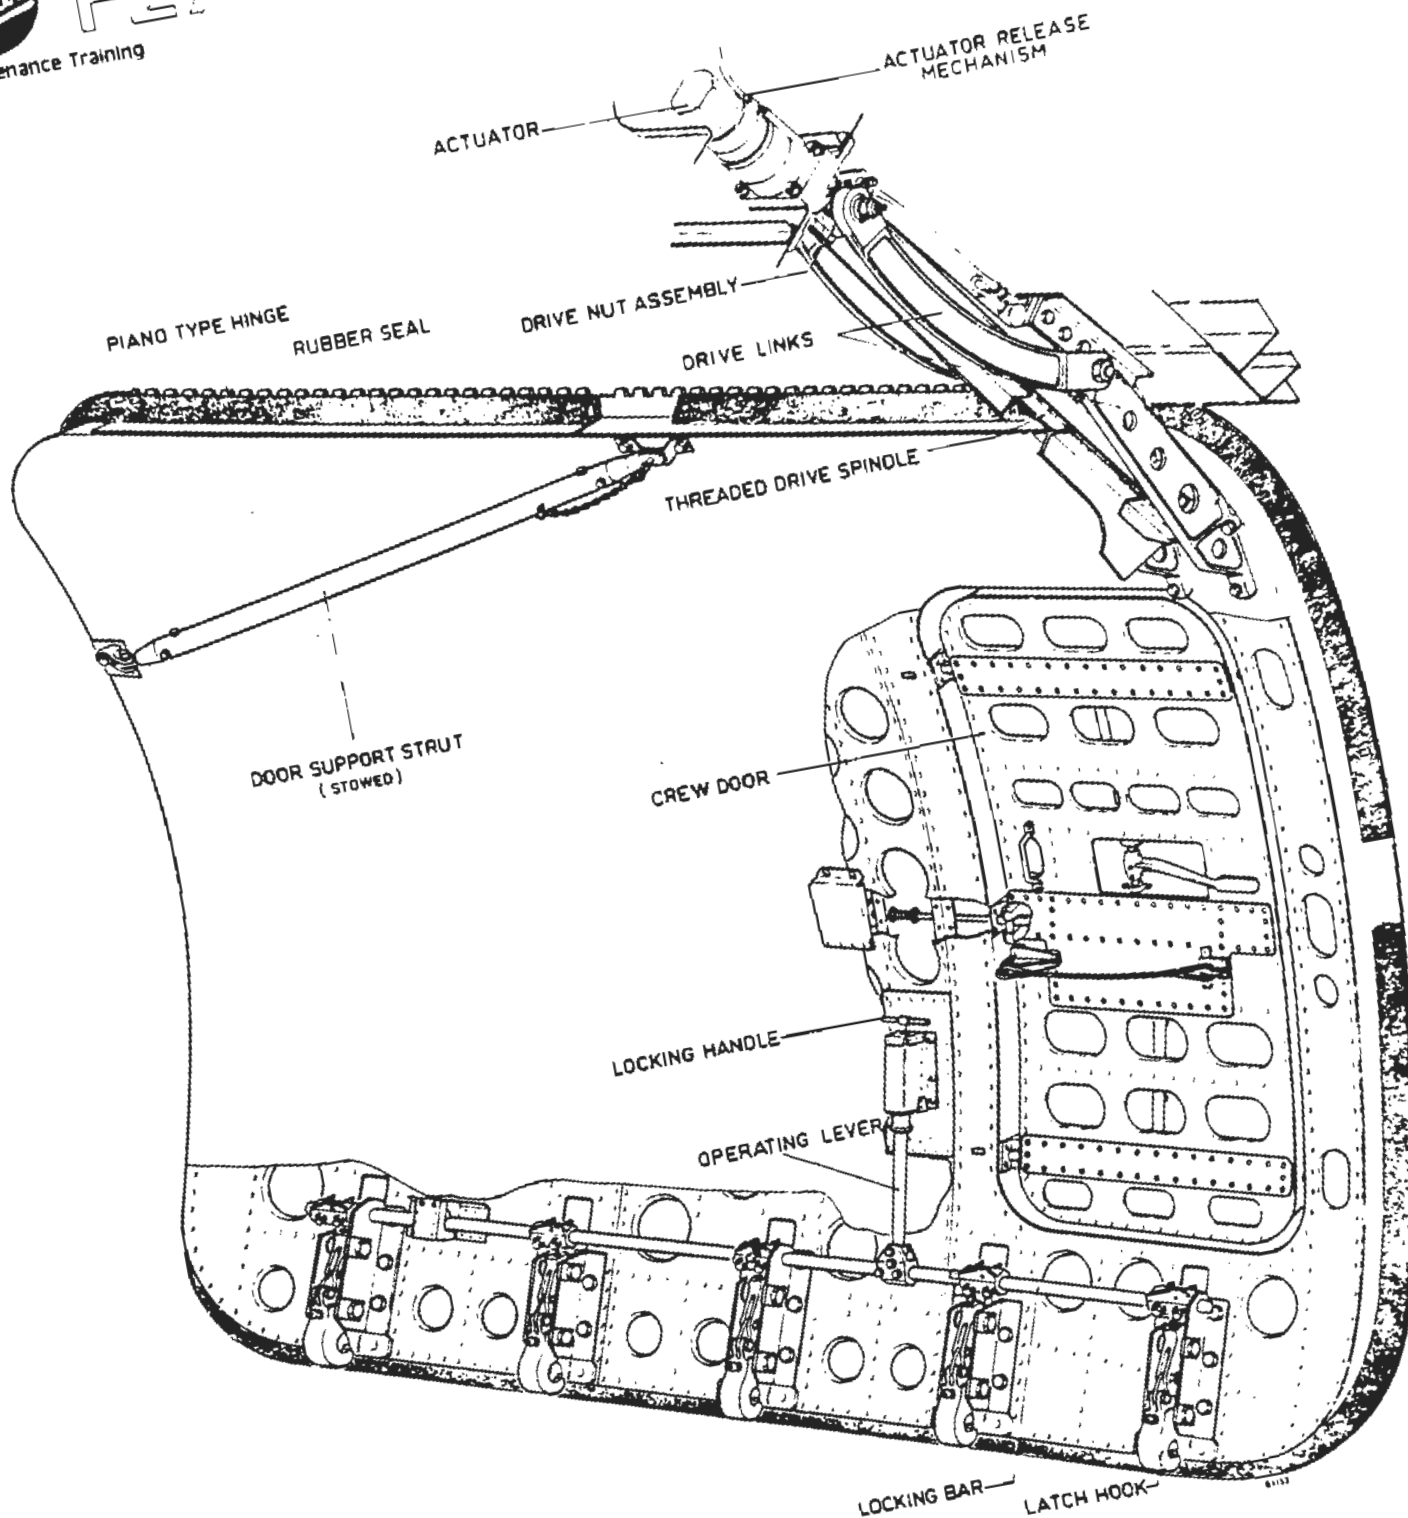 Maintenance Training
ACTUATOR RELEASE
MECHANISM
ACTUATOR
DRIVE NUT ASSEMBLY
PIANO TYPE HINGE
RUBBER SEAL
DRIVE LINKS
THREADED DRIVE SPINDLE
DOOR SUPPORT STRUT
( STOWED )
CREW DOOR
LOCKING HANDLE
OPERATING LEVER
LOCKING BAR
LATCH HOOK